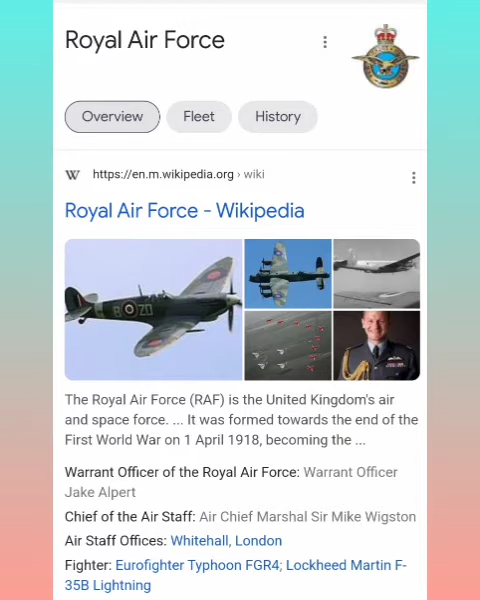 Royal Air Force
Overview
Fleet
History
W https://en.m.wikipedia.org › wiki
Royal Air Force - Wikipedia
The Royal Air Force (RAF) is the United Kingdom's air
and space force. ... It was formed towards the end of the
First World War on 1 April 1918, becoming the ...
Warrant Officer of the Royal Air Force: Warrant Officer
Jake Alpert
Chief of the Air Staff: Air Chief Marshal Sir Mike Wigston
Air Staff Offices: Whitehall, London
Fighter: Eurofighter Typhoon FGR4; Lockheed Martin F-
35B Lightning